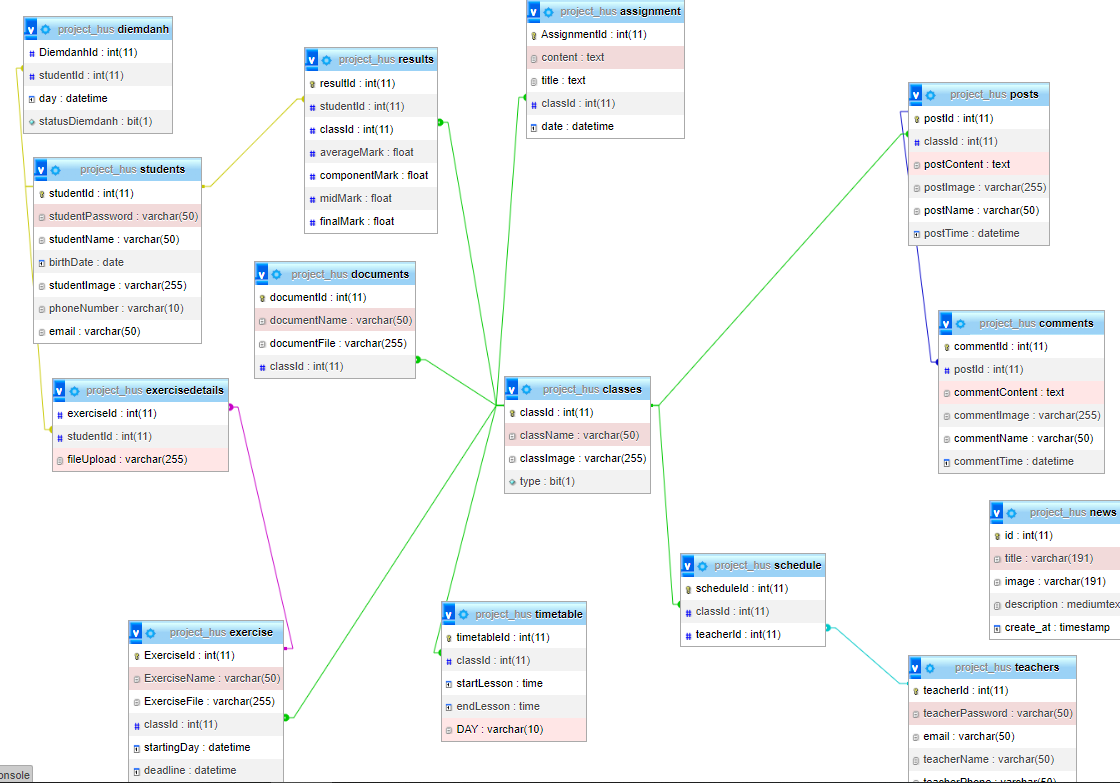 project_hus diemdanh
DiemdanhId : int(11)
studentId : int(11)
day : datetime
statusDiemdanh : bit(1)
project_hus students
studentId : int(11)
studentPassword : varchar(50)
studentName : varchar(50)
birthDate : date
studentImage : varchar(255)
phoneNumber : varchar(10)
email : varchar(50)
project_hus results
resultId : int(11)
studentId : int(11)
classId : int(11)
averageMark : float
componentMark : float
midMark : float
finalMark : float
project_hus assignment
AssignmentId : int(11)
content : text
title : text
classId : int(11)
date : datetime
project_hus posts
postId : int(11)
classId : int(11)
postContent : text
postImage : varchar(255)
postName : varchar(50)
postTime : datetime
project_hus documents
documentId : int(11)
documentName : varchar(50)
documentFile : varchar(255)
classId : int(11)
project_hus comments
commentId : int(11)
postId : int(11)
commentContent : text
commentImage : varchar(255)
commentName : varchar(50)
commentTime : datetime
project_hus exercisedetails
exerciseId : int(11)
studentId : int(11)
fileUpload : varchar(255)
project_hus classes
classId : int(11)
className : varchar(50)
classImage : varchar(255)
type : bit(1)
project_hus news
id : int(11)
title : varchar(191)
image : varchar(191)
description : mediumtex
create_at : timestamp
project_hus schedule
scheduleId : int(11)
classId : int(11)
teacherId : int(11)
project_hus timetable
timetableId : int(11)
classId : int(11)
startLesson : time
endLesson : time
DAY : varchar(10)
project_hus exercise
ExerciseId : int(11)
ExerciseName : varchar(50)
ExerciseFile : varchar(255)
classId : int(11)
startingDay : datetime
deadline : datetime
project_hus teachers
teacherId : int(11)
teacherPassword : varchar(50)
email : varchar(50)
teacherName : varchar(50)
teacherPhone : varchar(50)
onsole